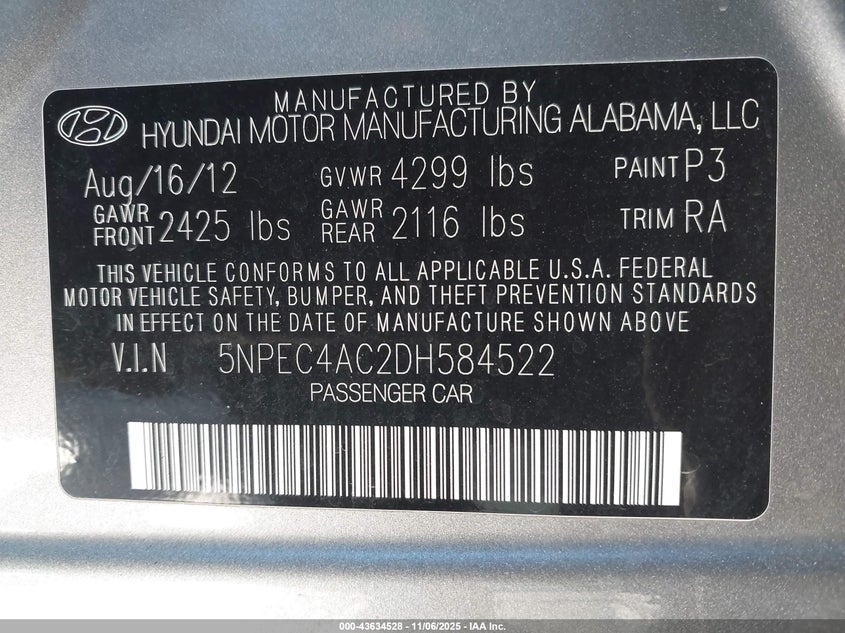 MANUFACTURED BY
HYUNDAI MOTOR MANUFACTURING ALABAMA, LLC
Aug/16/12 GVWR 4299 lbs PAINT P3
GAWR FRONT 2425 lbs GAWR REAR 2116 lbs TRIM RA
THIS VEHICLE CONFORMS TO ALL APPLICABLE U.S.A. FEDERAL
MOTOR VEHICLE SAFETY, BUMPER, AND THEFT PREVENTION STANDARDS
IN EFFECT ON THE DATE OF MANUFACTURE SHOWN ABOVE
V.I.N 5NPEC4AC2DH584522
PASSENGER CAR
000-43634528 - 11/06/2025 - IAA Inc.